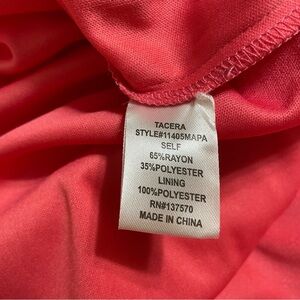 TACERA
STYLE#11405MAPA
SELF
65%RAYON
35%POLYESTER
LINING
100%POLYESTER
RN#137570
MADE IN CHINA